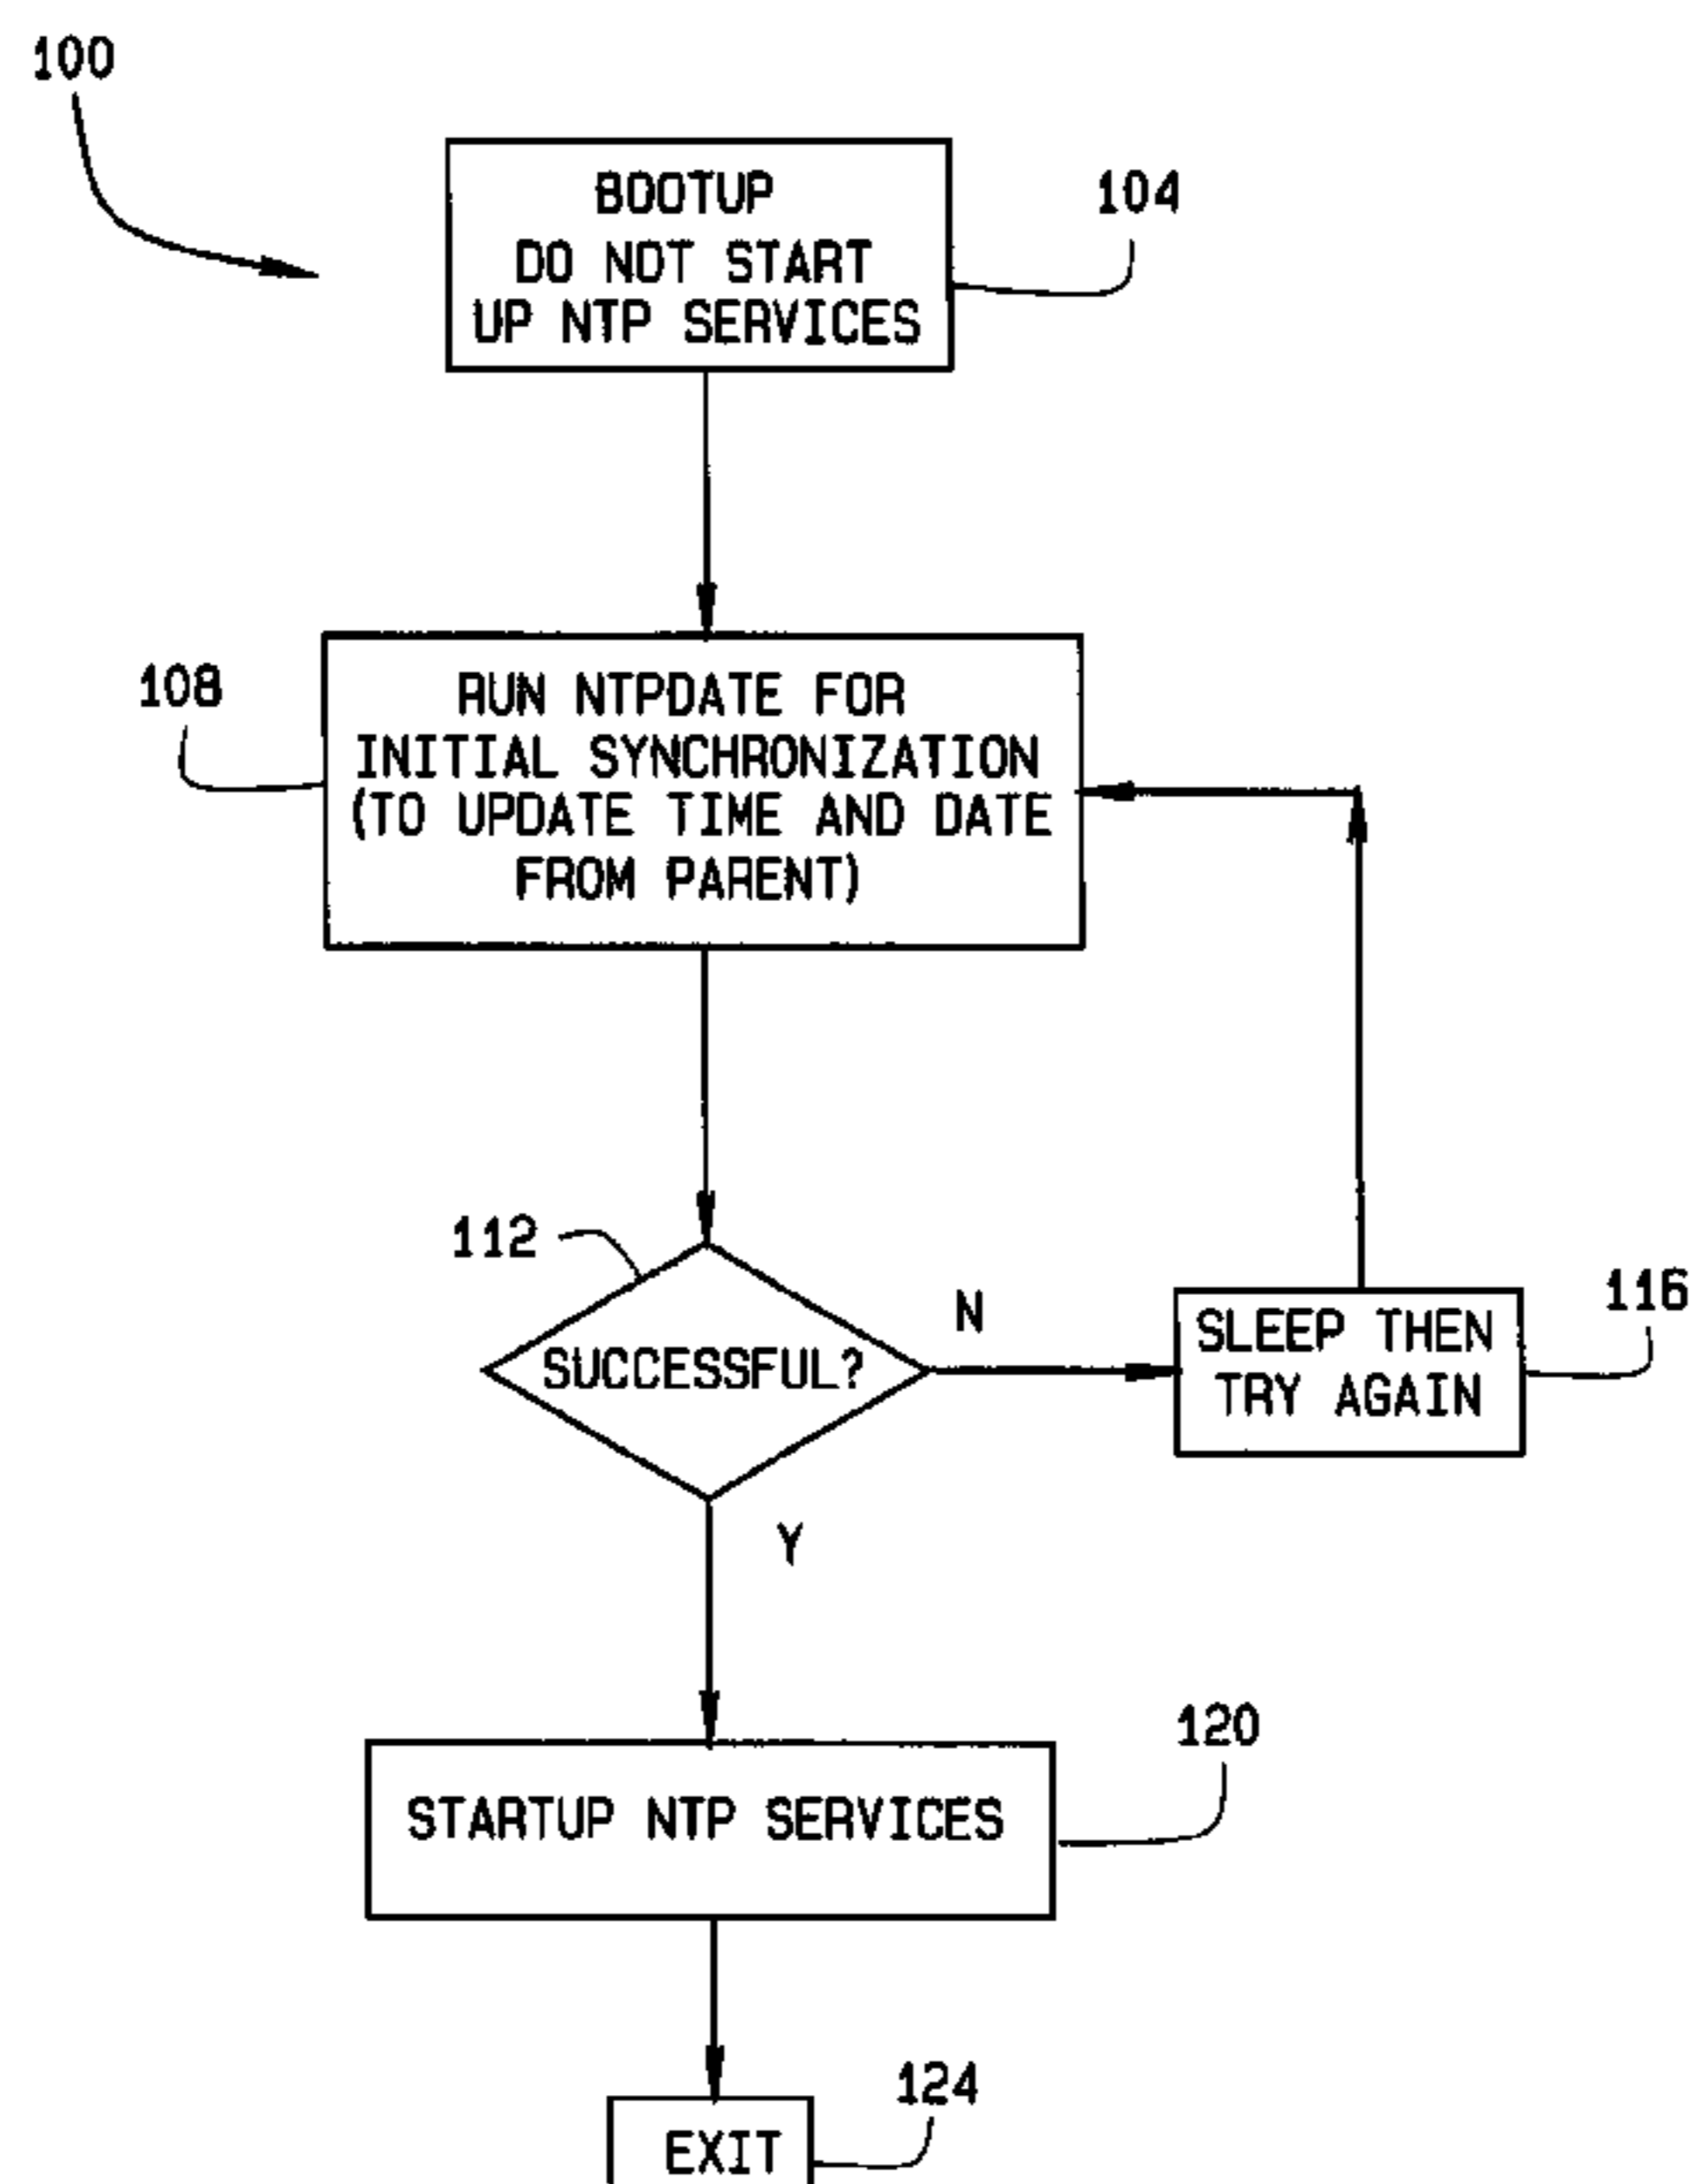 100
BOOTUP
DO NOT START
UP NTP SERVICES
104
108
RUN NTPDATE FOR
INITIAL SYNCHRONIZATION
(TO UPDATE TIME AND DATE
FROM PARENT)
112
SUCCESSFUL?
N
SLEEP THEN
TRY AGAIN
116
Y
STARTUP NTP SERVICES
120
EXIT
124